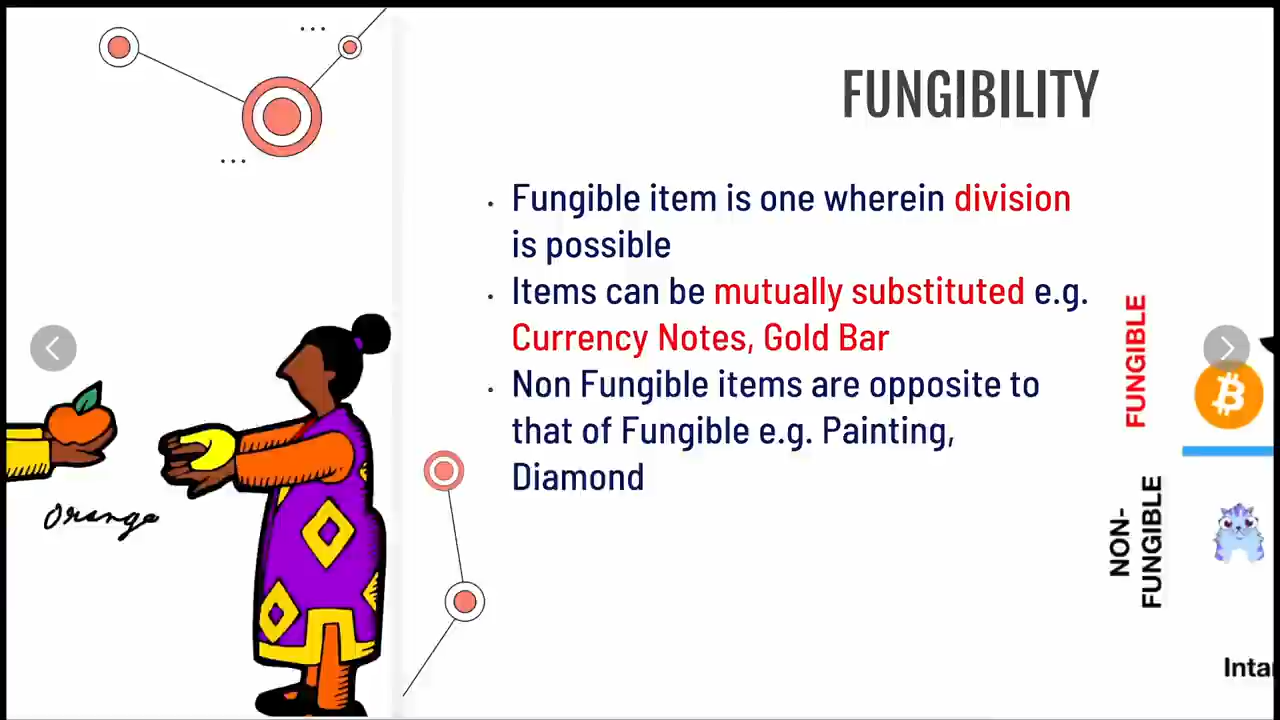 FUNGIBILITY
• Fungible item is one wherein division
is possible
• Items can be mutually substituted e.g.
Currency Notes, Gold Bar
• Non Fungible items are opposite to
that of Fungible e.g. Painting,
Diamond
Orange
FUNGIBLE
NON-
FUNGIBLE